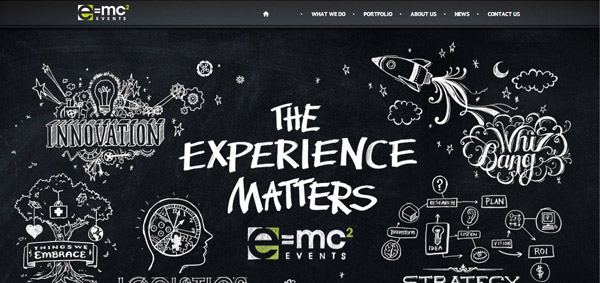 e=mc²
EVENTS
WHAT WE DO
PORTFOLIO
ABOUT US
NEWS
CONTACT US
INNOVATION
THE
EXPERIENCE
MATTERS
e=mc²
EVENTS
Whiz
Bang
THINGS WE
EMBRACE
?
RESEARCH
PLAN
BRAINSTORM
IDEA
LISTEN
VISION
ROI
LOGISTICS
STRATEGY